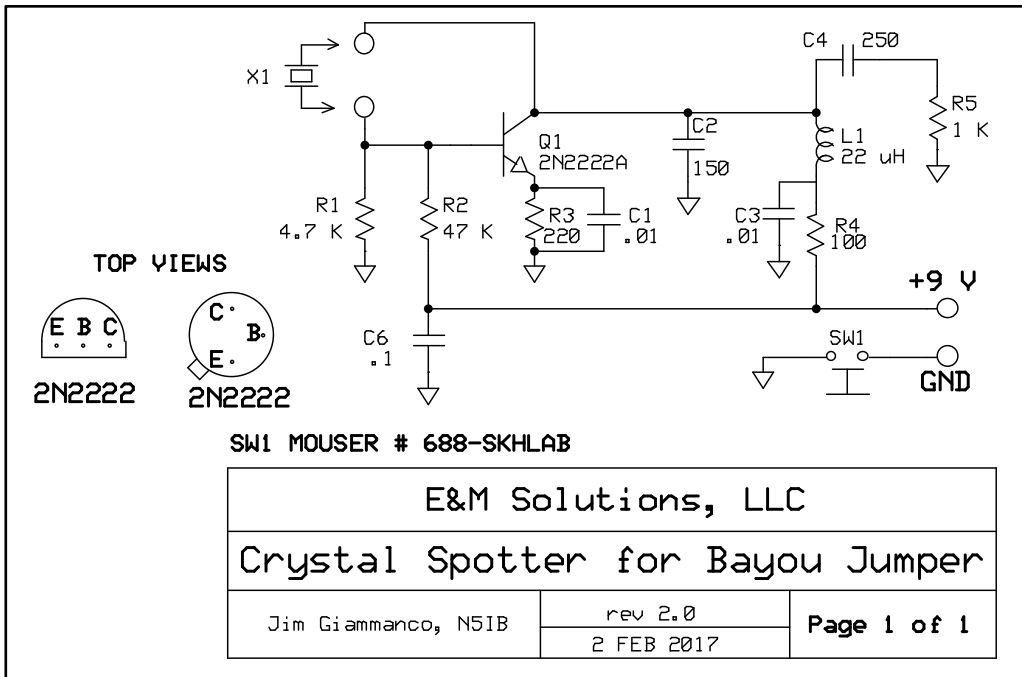 C4 250
X1
R5
1 K
C2
150
L1
22 uH
Q1
2N2222A
R1
4.7 K
R2
47 K
R3
220
C1
.01
C3
.01
R4
100
TOP VIEWS
+9 V
E B C
C
B
E
2N2222
2N2222
C6
.1
SW1
GND
SW1 MOUSER # 688-SKHLAB
E&M Solutions, LLC
Crystal Spotter for Bayou Jumper
Jim Giammanco, N5IB
rev 2.0
2 FEB 2017
Page 1 of 1